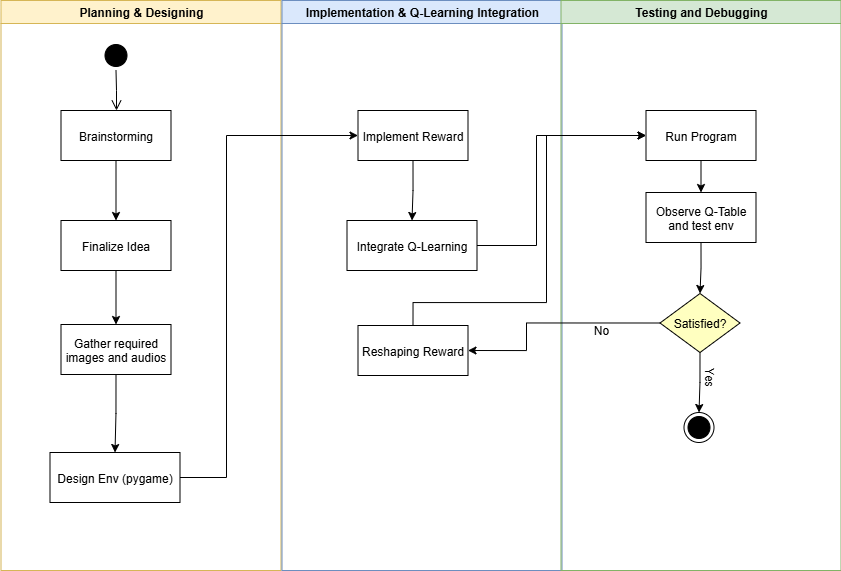 Planning & Designing
Implementation & Q-Learning Integration
Testing and Debugging
Brainstorming
Finalize Idea
Gather required
images and audios
Design Env (pygame)
Implement Reward
Integrate Q-Learning
Reshaping Reward
Run Program
Observe Q-Table
and test env
Satisfied?
No
Yes